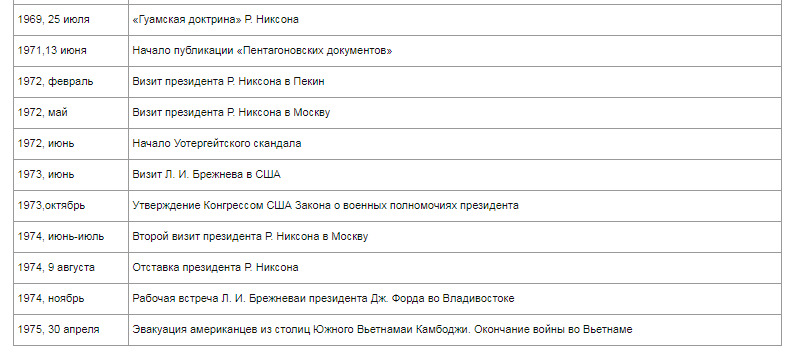 1969, 25 июля «Гуамская доктрина» Р. Никсона
1971,13 июня Начало публикации «Пентагоновских документов»
1972, февраль Визит президента Р. Никсона в Пекин
1972, май Визит президента Р. Никсона в Москву
1972, июнь Начало Уотергейтского скандала
1973, июнь Визит Л. И. Брежнева в США
1973,октябрь Утверждение Конгрессом США Закона о военных полномочиях президента
1974, июнь-июль Второй визит президента Р. Никсона в Москву
1974, 9 августа Отставка президента Р. Никсона
1974, ноябрь Рабочая встреча Л. И. Брежневаи президента Дж. Форда во Владивостоке
1975, 30 апреля Эвакуация американцев из столиц Южного Вьетнамаи Камбоджи. Окончание войны во Вьетнаме